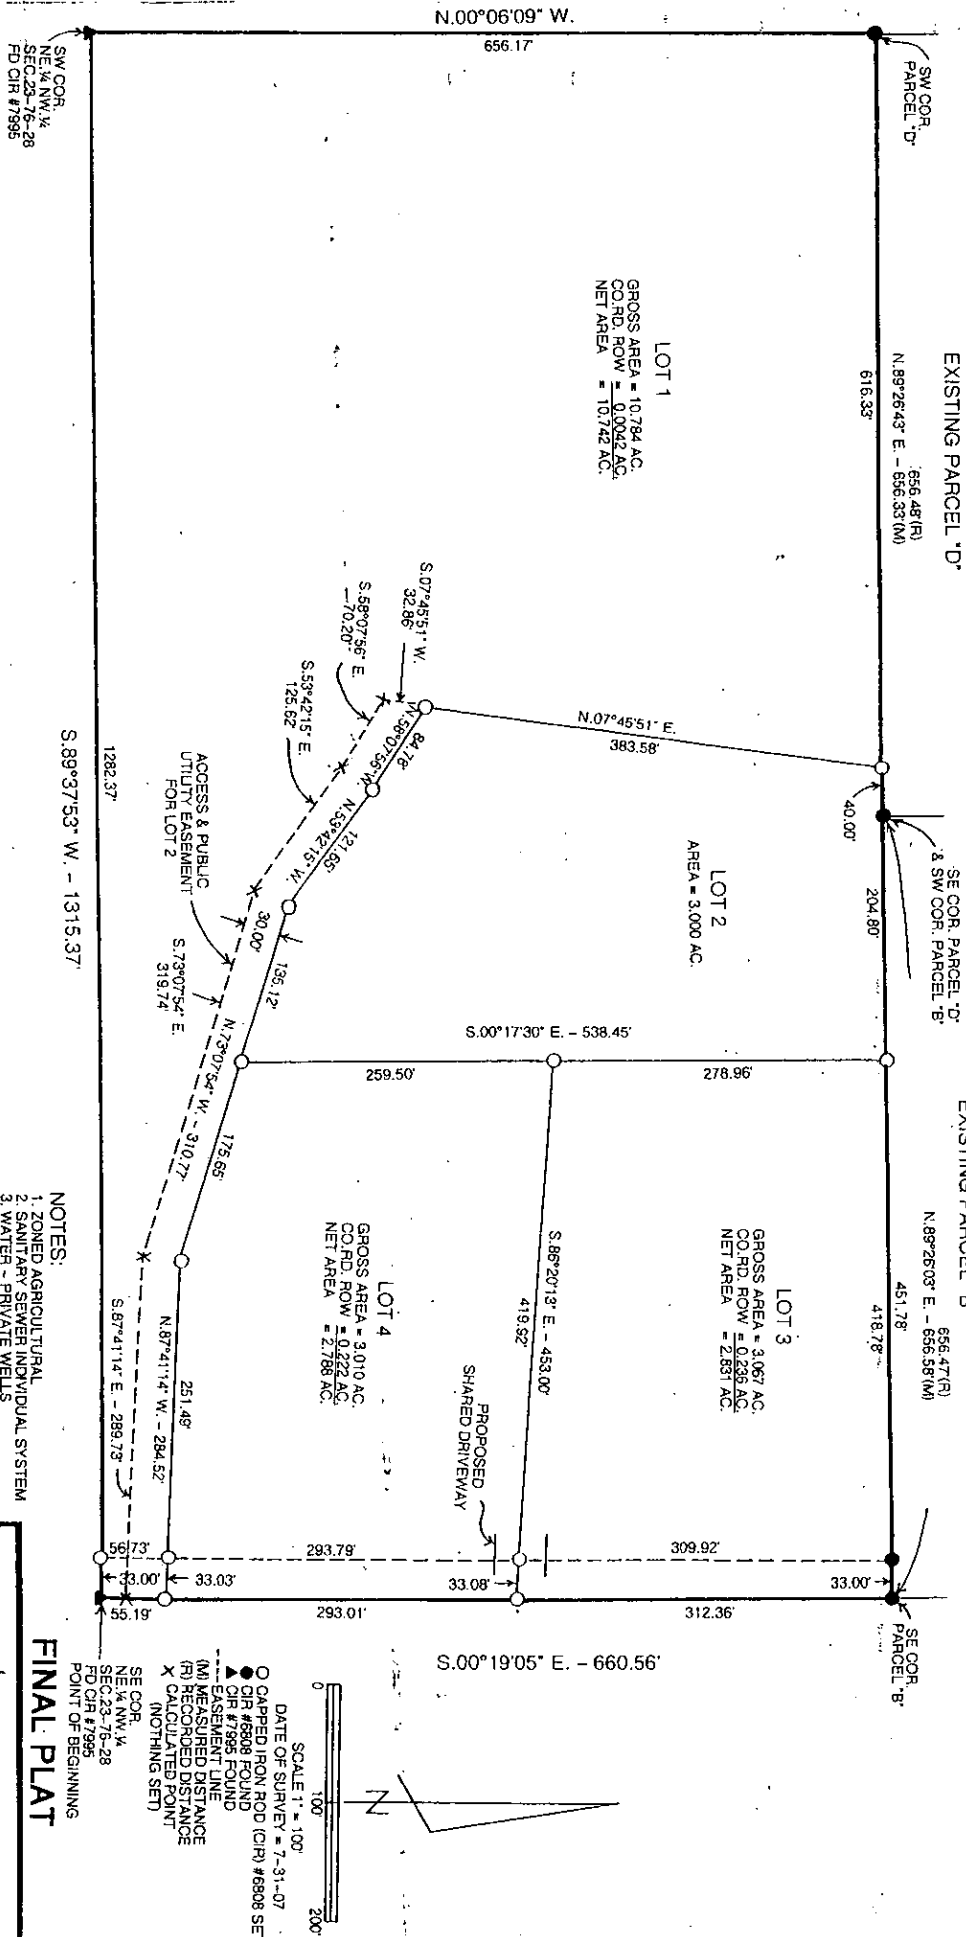 N.00°06'09" W.
656.17'
SW COR.
PARCEL "D"
SW COR.
NE.¼ NW.¼
SEC.23-76-28
FD CIR #7995
EXISTING PARCEL "D"
656.48'(R)
N.89°26'43" E. - 656.33'(M)
616.33'
LOT 1
GROSS AREA = 10.784 AC.
CO.RD. ROW = 0.0042 AC.
NET AREA = 10.742 AC.
S.07°45'51" W.
32.86'
S.58°07'56" E.
70.20'
S.53°42'15" E.
125.62'
N.07°45'51" E.
383.58'
N.58°07'56" W.
84.78'
N.53°42'15" W.
121.65'
40.00'
SE COR. PARCEL "D"
& SW COR. PARCEL "B"
204.80'
LOT 2
AREA = 3.000 AC.
ACCESS & PUBLIC
UTILITY EASEMENT
FOR LOT 2
30.00'
135.12'
S.73°07'54" E.
319.74'
N.73°07'54" W. - 310.77'
175.65'
1282.37'
S.89°37'53" W. - 1315.37'
S.00°17'30" E. - 538.45'
259.50'
278.96'
EXISTING PARCEL "B"
656.47'(R)
N.89°26'03" E. - 656.58'(M)
451.78'
418.78'
LOT 3
GROSS AREA = 3.067 AC.
CO.RD. ROW = 0.236 AC.
NET AREA = 2.831 AC.
S.86°20'13" E. - 453.00'
419.92'
LOT 4
GROSS AREA = 3.010 AC.
CO.RD. ROW = 0.222 AC.
NET AREA = 2.788 AC.
PROPOSED
SHARED DRIVEWAY
251.49'
N.87°41'14" W. - 284.52'
S.87°41'14" E. - 289.73'
NOTES:
1. ZONED AGRICULTURAL
2. SANITARY SEWER INDIVIDUAL SYSTEM
3. WATER - PRIVATE WELLS
56.73'
293.79'
309.92'
33.00'
33.03'
33.08'
33.00'
55.19'
293.01'
312.36'
SE COR.
PARCEL "B"
S.00°19'05" E. - 660.56'
SE COR.
NE.¼ NW.¼
SEC.23-76-28
FD CIR #7995
POINT OF BEGINNING
N
0
100'
200'
SCALE 1" = 100'
DATE OF SURVEY = 7-31-07
O CAPPED IRON ROD (CIR) #6808 SET
● CIR #6808 FOUND
▲ CIR #7995 FOUND
----- EASEMENT LINE
(M) MEASURED DISTANCE
(R) RECORDED DISTANCE
X CALCULATED POINT
(NOTHING SET)
FINAL PLAT